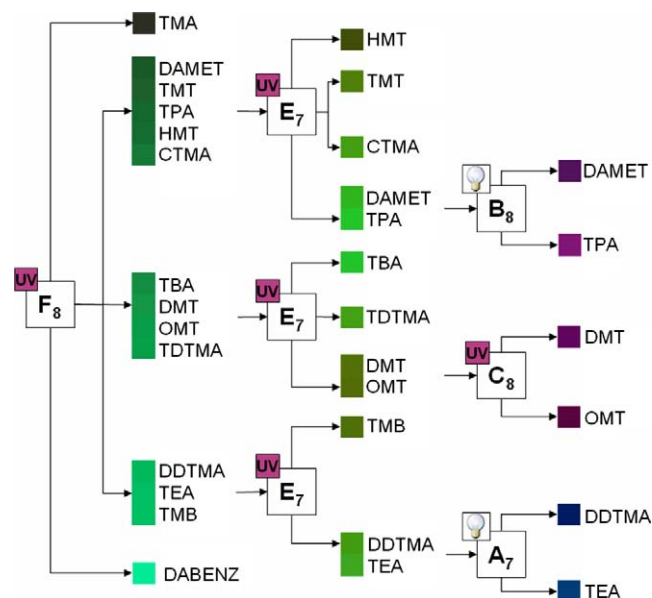 TMA
DAMET
TMT
TPA
HMT
CTMA
UV
E7
HMT
TMT
CTMA
DAMET
TPA
B8
DAMET
TPA
UV
F8
TBA
DMT
OMT
TDTMA
UV
E7
TBA
TDTMA
DMT
OMT
UV
C8
DMT
OMT
DDTMA
TEA
TMB
UV
E7
TMB
DDTMA
TEA
A7
DDTMA
TEA
DABENZ